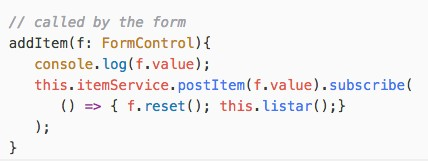 // called by the form
addItem(f: FormControl){
   console.log(f.value);
   this.itemService.postItem(f.value).subscribe(
      () => { f.reset(); this.listar();}
   );
}